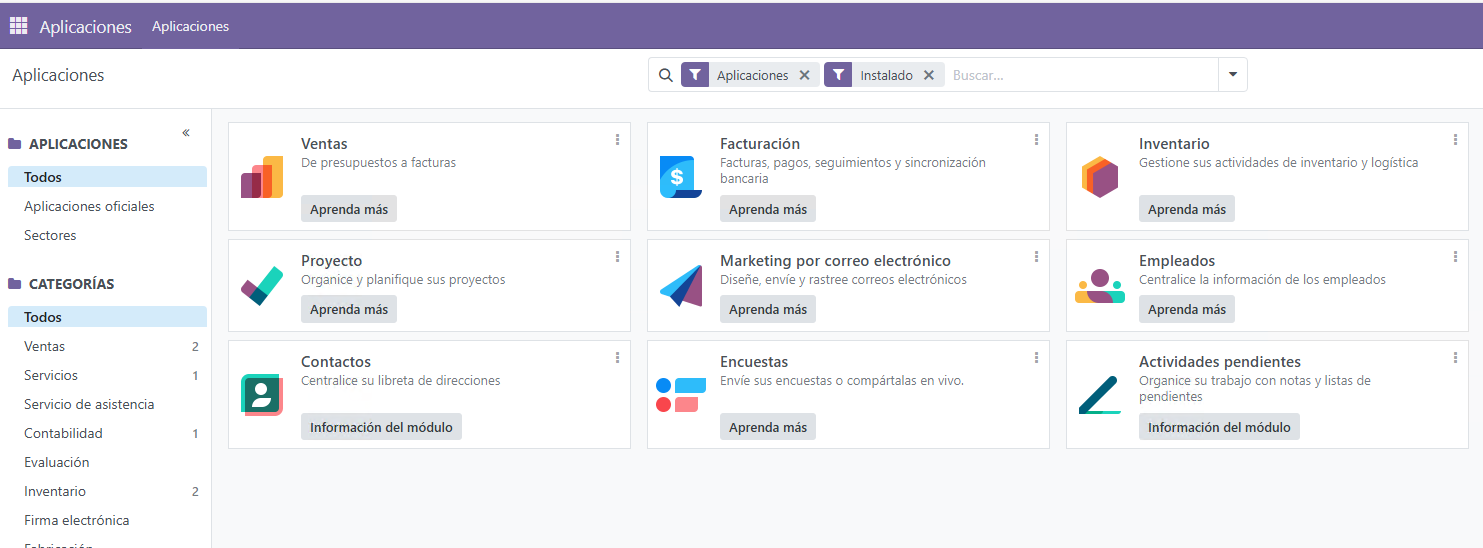 Aplicaciones Aplicaciones
Aplicaciones
Aplicaciones Instalado Buscar...
APLICACIONES
Todos
Aplicaciones oficiales
Sectores
CATEGORÍAS
Todos
Ventas 2
Servicios 1
Servicio de asistencia
Contabilidad 1
Evaluación
Inventario 2
Firma electrónica
Fabricación
Ventas
De presupuestos a facturas
Aprenda más
Facturación
Facturas, pagos, seguimientos y sincronización
bancaria
Aprenda más
Inventario
Gestione sus actividades de inventario y logística
Aprenda más
Proyecto
Organice y planifique sus proyectos
Aprenda más
Marketing por correo electrónico
Diseñe, envíe y rastree correos electrónicos
Aprenda más
Empleados
Centralice la información de los empleados
Aprenda más
Contactos
Centralice su libreta de direcciones
Información del módulo
Encuestas
Envíe sus encuestas o compártalas en vivo.
Aprenda más
Actividades pendientes
Organice su trabajo con notas y listas de
pendientes
Información del módulo